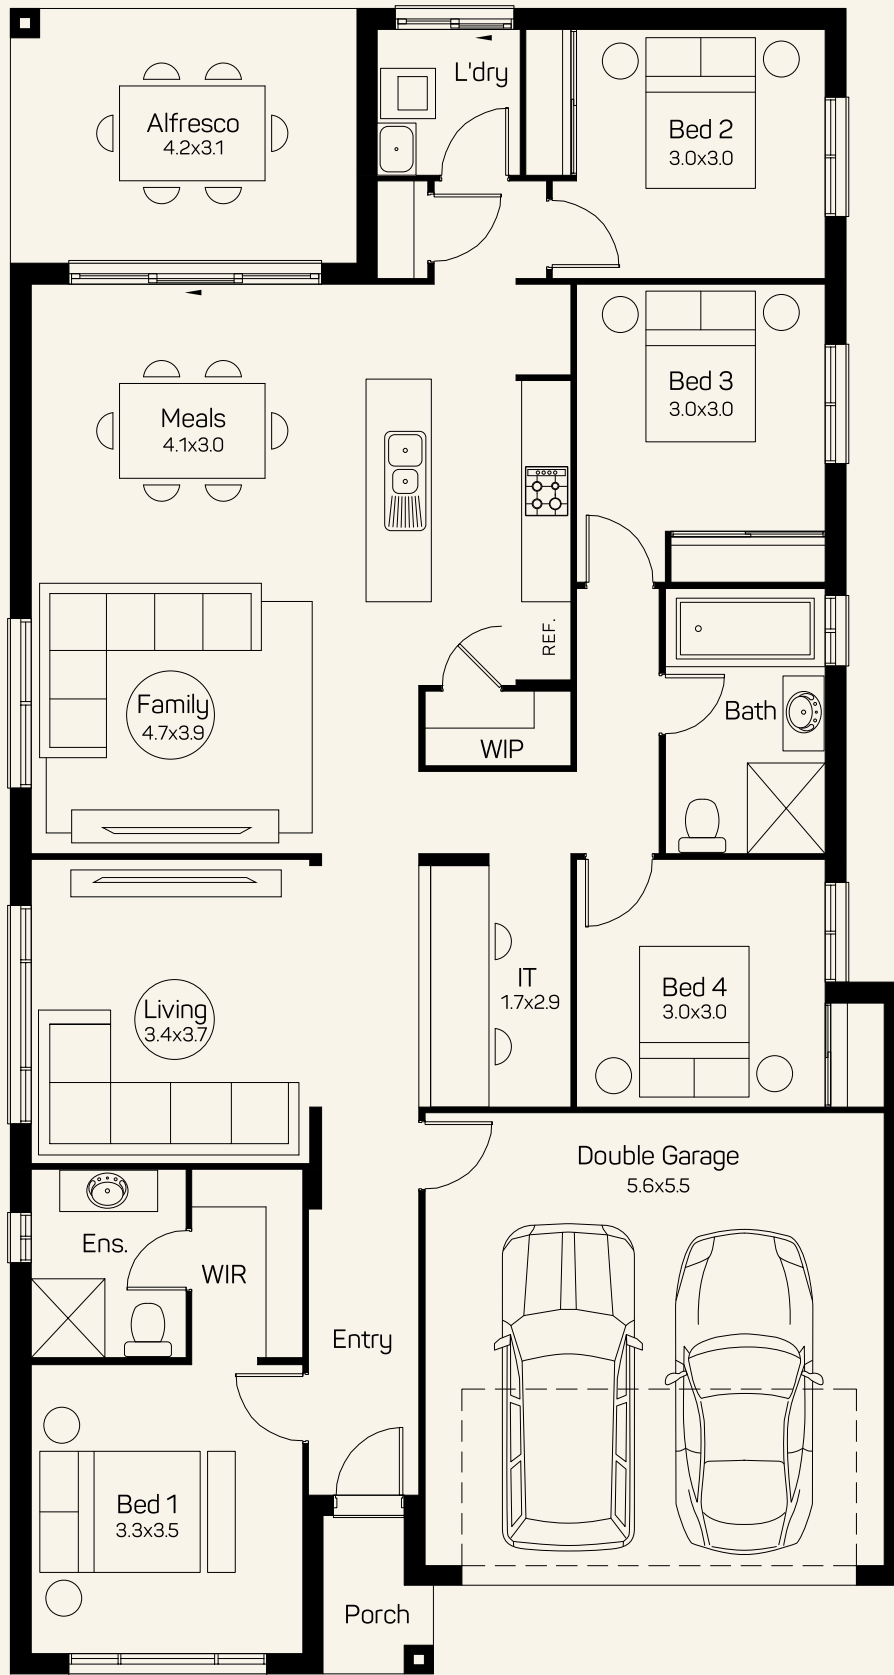 L'dry
Alfresco
4.2x3.1
Bed 2
3.0x3.0
Bed 3
3.0x3.0
Meals
4.1x3.0
REF.
Family
4.7x3.9
Bath
WIP
IT
1.7x2.9
Bed 4
3.0x3.0
Living
3.4x3.7
Double Garage
5.6x5.5
Ens.
WIR
Entry
Bed 1
3.3x3.5
Porch